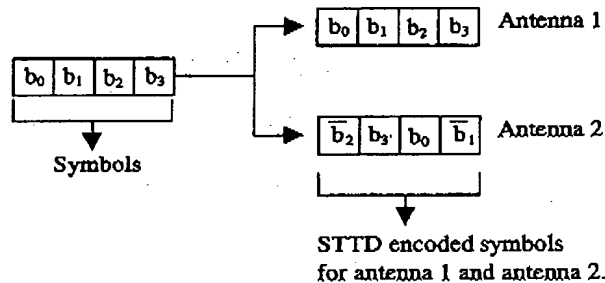 b₀ b₁ b₂ b₃ Antenna 1
b₀ b₁ b₂ b₃
b̅₂ b₃ b₀ b̅₁ Antenna 2
Symbols
STTD encoded symbols
for antenna 1 and antenna 2.